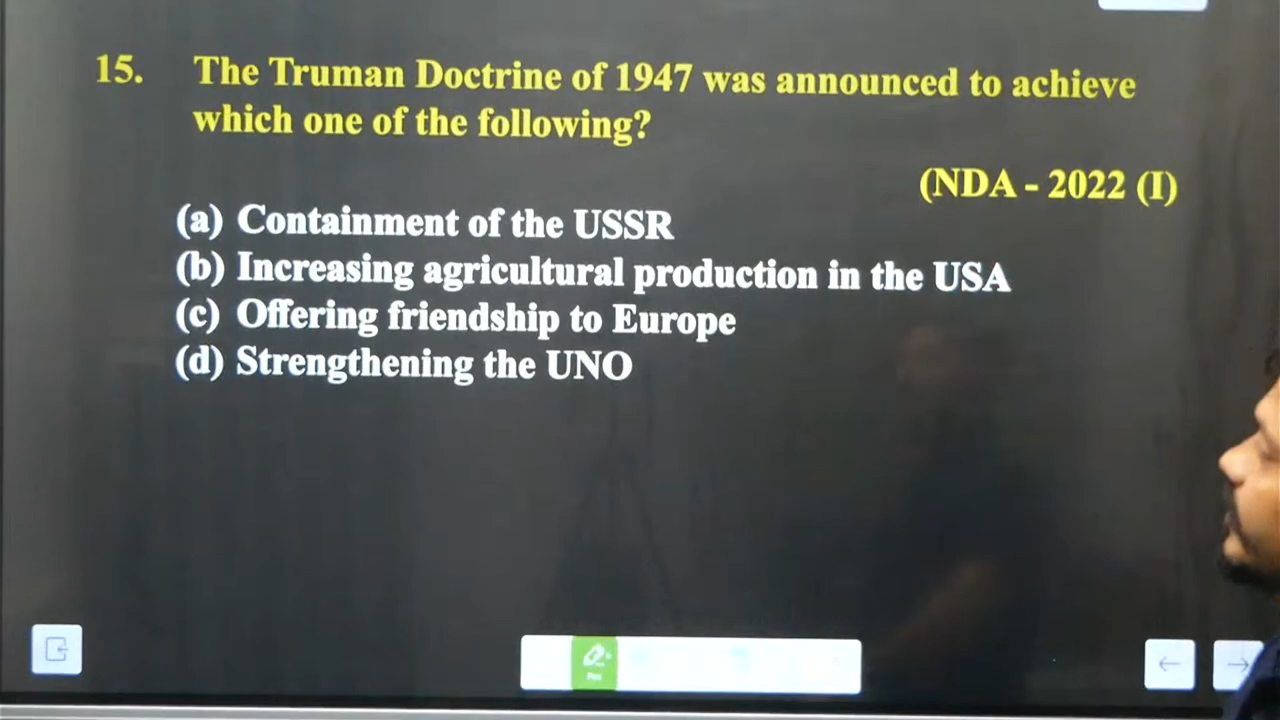 15. The Truman Doctrine of 1947 was announced to achieve
which one of the following?
(NDA - 2022 (I)
(a) Containment of the USSR
(b) Increasing agricultural production in the USA
(c) Offering friendship to Europe
(d) Strengthening the UNO
Pen